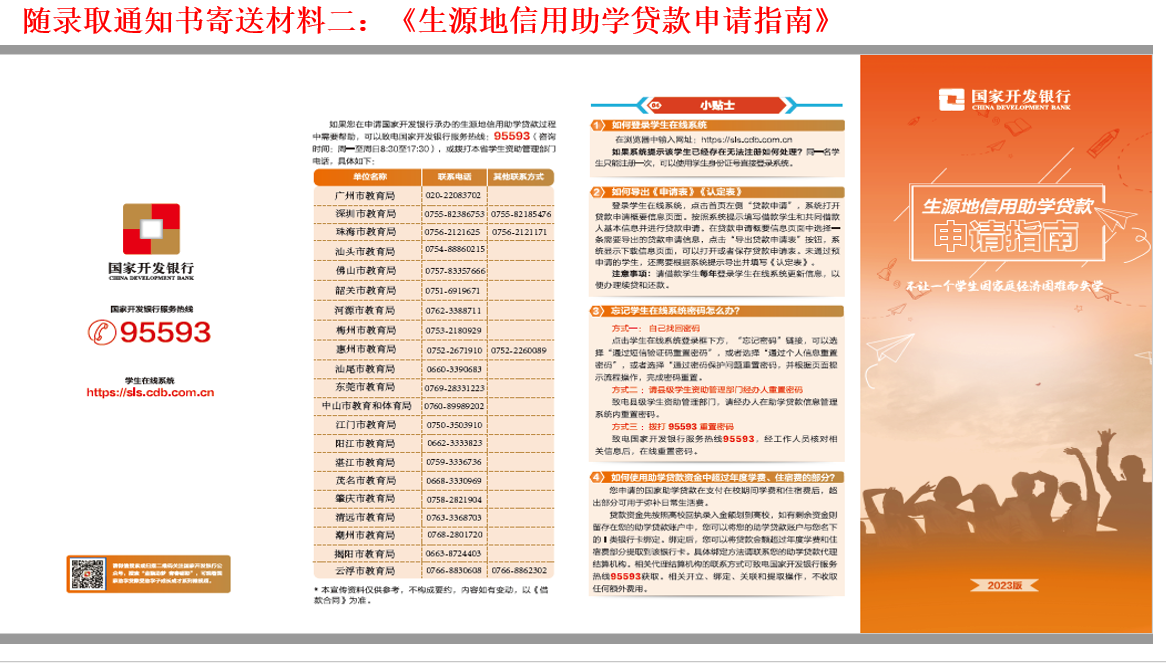 随录取通知书寄送材料二：《生源地信用助学贷款申请指南》
国家开发银行
CHINA DEVELOPMENT BANK
国家开发银行服务热线
95593
学生在线系统
https://sls.cdb.com.cn
如果您在申请国家开发银行承办的生源地信用助学贷款过程
中需要帮助，可以致电国家开发银行服务热线：95593（咨询
时间：周一至周日8:30至17:30），或拨打本省学生资助管理部门
电话，具体如下：
单位名称 联系电话 其他联系方式
广州市教育局 020-22083702
深圳市教育局 0755-82386753 0755-82185476
珠海市教育局 0756-2121625 0756-2121171
汕头市教育局 0754-88860215
佛山市教育局 0757-83357666
韶关市教育局 0751-6919671
河源市教育局 0762-3388711
梅州市教育局 0753-2180929
惠州市教育局 0752-2671910 0752-2260089
汕尾市教育局 0660-3390683
东莞市教育局 0769-28331223
中山市教育和体育局 0760-89989202
江门市教育局 0750-3503910
阳江市教育局 0662-3333823
湛江市教育局 0759-3336736
茂名市教育局 0668-3330969
肇庆市教育局 0758-2821904
清远市教育局 0763-3368703
潮州市教育局 0768-2801720
揭阳市教育局 0663-8724403
云浮市教育局 0766-8830608 0766-8862302
* 本宣传资料仅供参考，不构成要约，内容如有变动，以《借
款合同》为准。
04 小贴士
1 如何登录学生在线系统
在浏览器中输入网址：https://sls.cdb.com.cn
如果系统提示该学生已经存在无法注册如何处理？同一名学
生只能注册一次，可以使用学生身份证号直接登录系统。
2 如何导出《申请表》《认定表》
登录学生在线系统，点击首页左侧“贷款申请”，系统打开
贷款申请概要信息页面。按照系统提示填写借款学生和共同借款
人基本信息并进行贷款申请。在贷款申请概要信息页面中选择一
条需要导出的贷款申请信息，点击“导出贷款申请表”按钮，系
统显示下载信息页面，可以打开或者保存贷款申请表。未通过预
申请的学生，还需要根据系统提示导出并填写《认定表》。
注意事项：请借款学生每年登录学生在线系统更新信息，以
便办理续贷和还款。
3 忘记学生在线系统密码怎么办？
方式一： 自己找回密码
点击学生在线系统登录框下方，“忘记密码”链接，可以选
择“通过短信验证码重置密码”，或者选择“通过个人信息重置
密码”，或者选择“通过密码保护问题重置密码，并根据页面提
示流程操作，完成密码重置。
方式二：请县级学生资助管理部门经办人重置密码
致电县级学生资助管理部门，请经办人在助学贷款信息管理
系统内重置密码。
方式三：拨打 95593 重置密码
致电国家开发银行服务热线95593，经工作人员核对相
关信息后，在线重置密码。
4 如何使用助学贷款资金中超过年度学费、住宿费的部分？
您申请的国家助学贷款在支付在校期间学费和住宿费后，超
出部分可用于弥补日常生活费。
贷款资金先按照高校回执录入金额划到高校，如有剩余资金则
留存在您的助学贷款账户中，您可以将您的助学贷款账户与您名下
的Ⅰ类银行卡绑定。绑定后，您可以将贷款金额超过年度学费和住
宿费部分提取到该银行卡。具体绑定方法请联系您的助学贷款代理
结算机构。相关代理结算机构的联系方式可致电国家开发银行服务
热线95593获取。相关开立、绑定、关联和提取操作，不收取
任何额外费用。
国家开发银行
CHINA DEVELOPMENT BANK
生源地信用助学贷款
申请指南
不让一个学生因家庭经济困难而失学
2023版